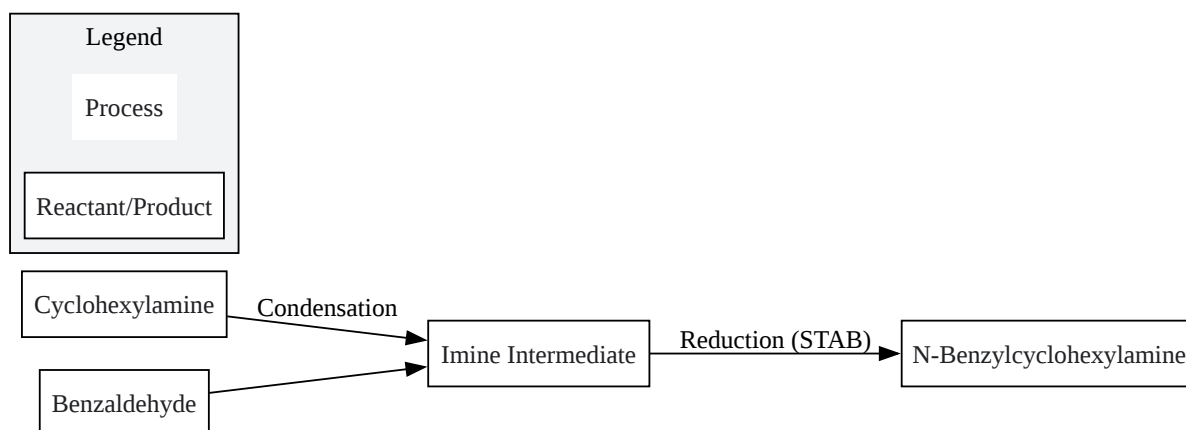 Legend
Process
Reactant/Product
Cyclohexylamine
Condensation
Benzaldehyde
Imine Intermediate
Reduction (STAB)
N-Benzylcyclohexylamine